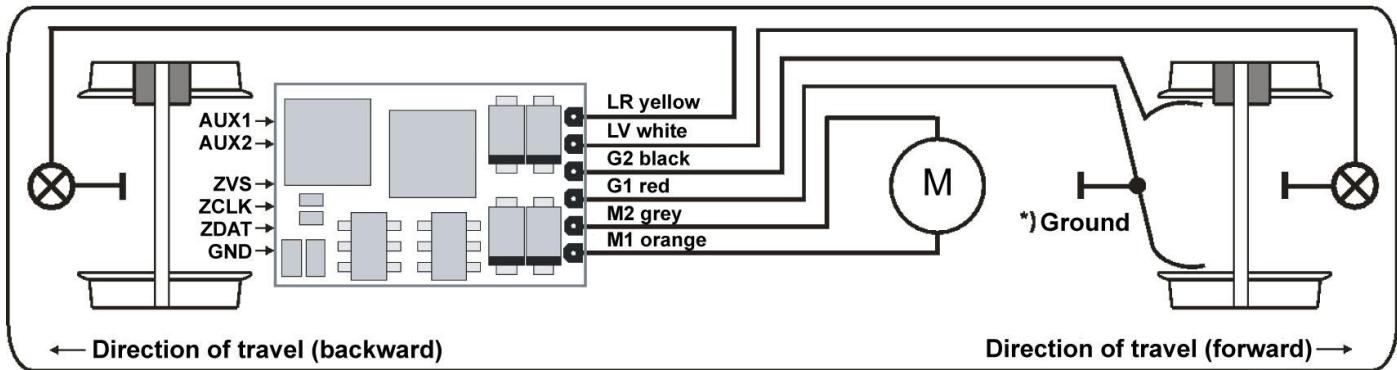 LR yellow
LV white
G2 black
G1 red
M2 grey
M1 orange
AUX1
AUX2
ZVS
ZCLK
ZDAT
GND
M
*) Ground
← Direction of travel (backward)
Direction of travel (forward) →